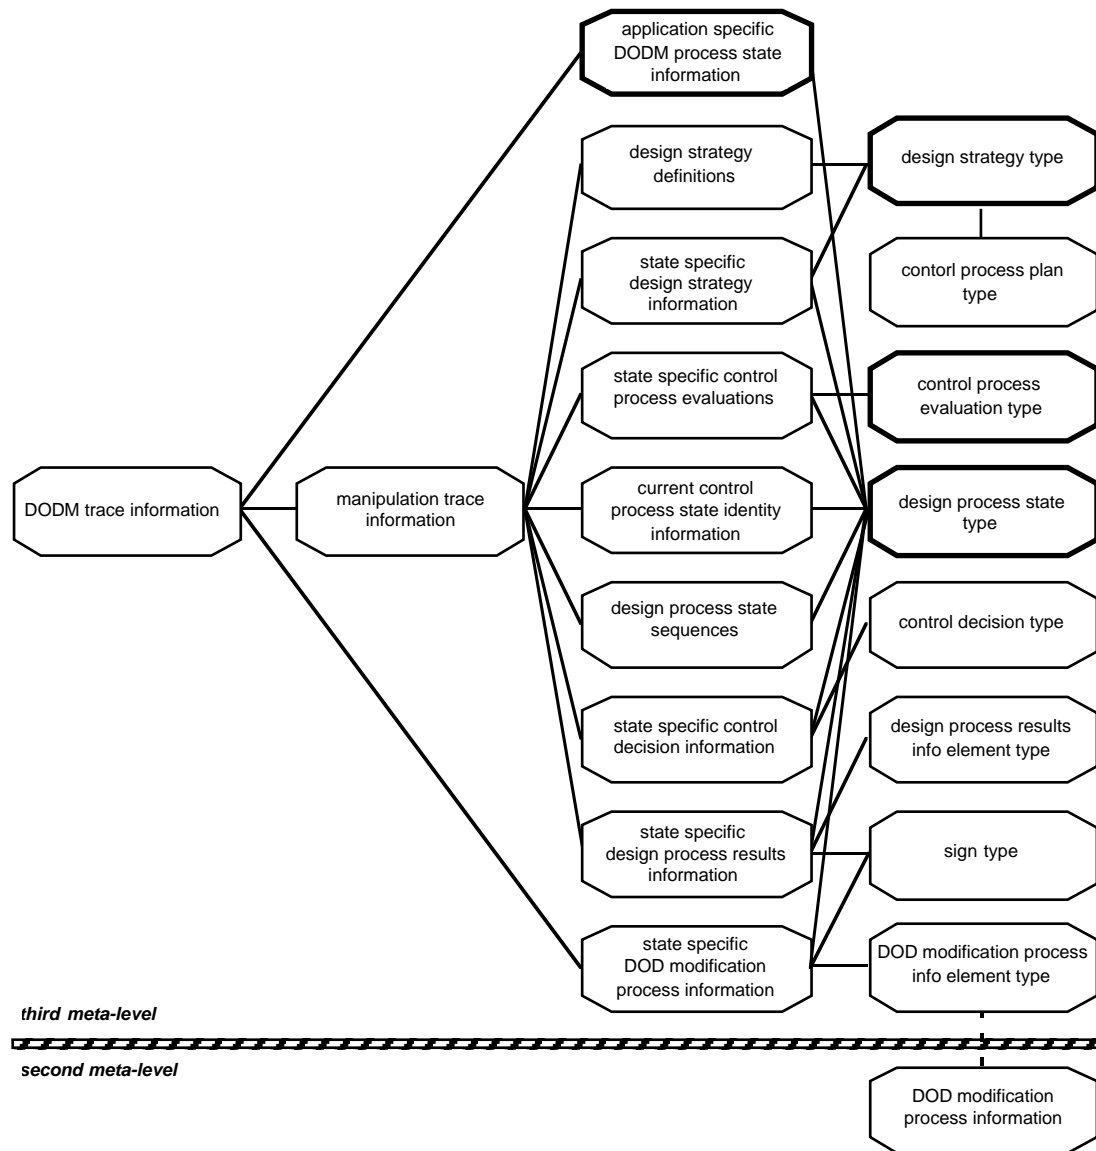 application specific
DODM process state
information
design strategy
definitions
design strategy type
state specific
design strategy
information
contorl process plan
type
state specific control
process evaluations
control process
evaluation type
DODM trace information
manipulation trace
information
current control
process state identity
information
design process state
type
design process state
sequences
control decision type
state specific control
decision information
design process results
info element type
state specific
design process results
information
sign type
state specific
DOD modification
process information
DOD modification process
info element type
third meta-level
second meta-level
DOD modification
process information